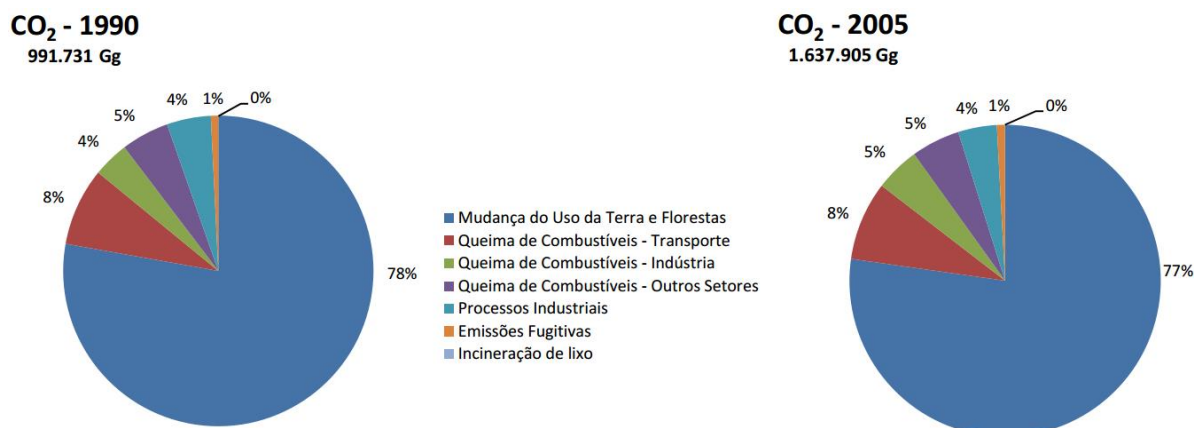 CO₂ - 1990
991.731 Gg
0%
1%
4%
5%
4%
8%
78%
Mudança do Uso da Terra e Florestas
Queima de Combustíveis - Transporte
Queima de Combustíveis - Indústria
Queima de Combustíveis - Outros Setores
Processos Industriais
Emissões Fugitivas
Incineração de lixo
CO₂ - 2005
1.637.905 Gg
0%
1%
4%
5%
5%
8%
77%